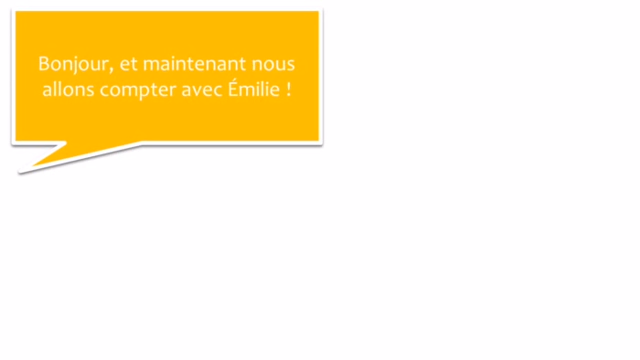 Bonjour, et maintenant nous
allons compter avec Émilie !